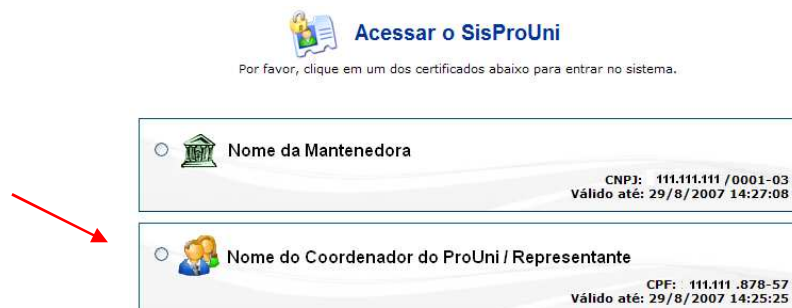 Acessar o SisProUni
Por favor, clique em um dos certificados abaixo para entrar no sistema.
Nome da Mantenedora
CNPJ: 111.111.111 /0001-03
Válido até: 29/8/2007 14:27:08
Nome do Coordenador do ProUni / Representante
CPF: 111.111 .878-57
Válido até: 29/8/2007 14:25:25